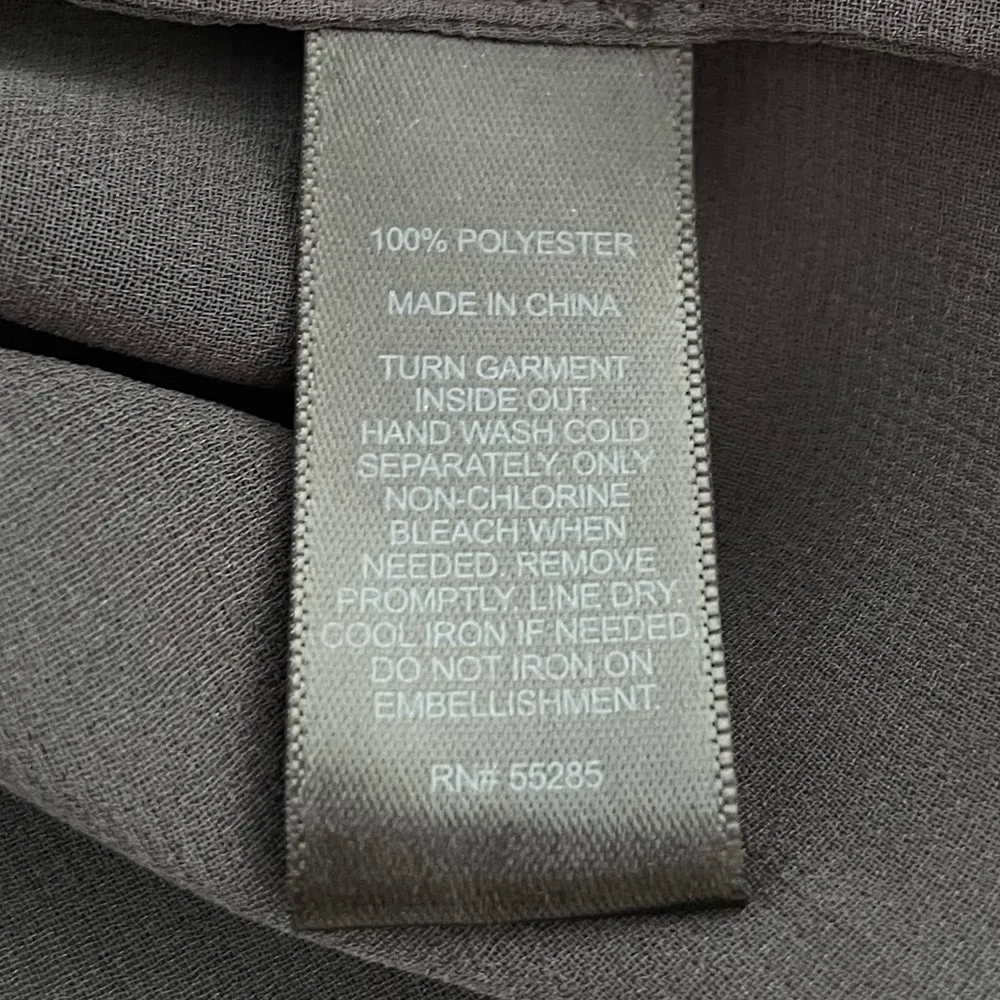 100% POLYESTER
MADE IN CHINA
TURN GARMENT
INSIDE OUT.
HAND WASH COLD
SEPARATELY. ONLY
NON-CHLORINE
BLEACH WHEN
NEEDED. REMOVE
PROMPTLY. LINE DRY.
COOL IRON IF NEEDED.
DO NOT IRON ON
EMBELLISHMENT.
RN# 55285